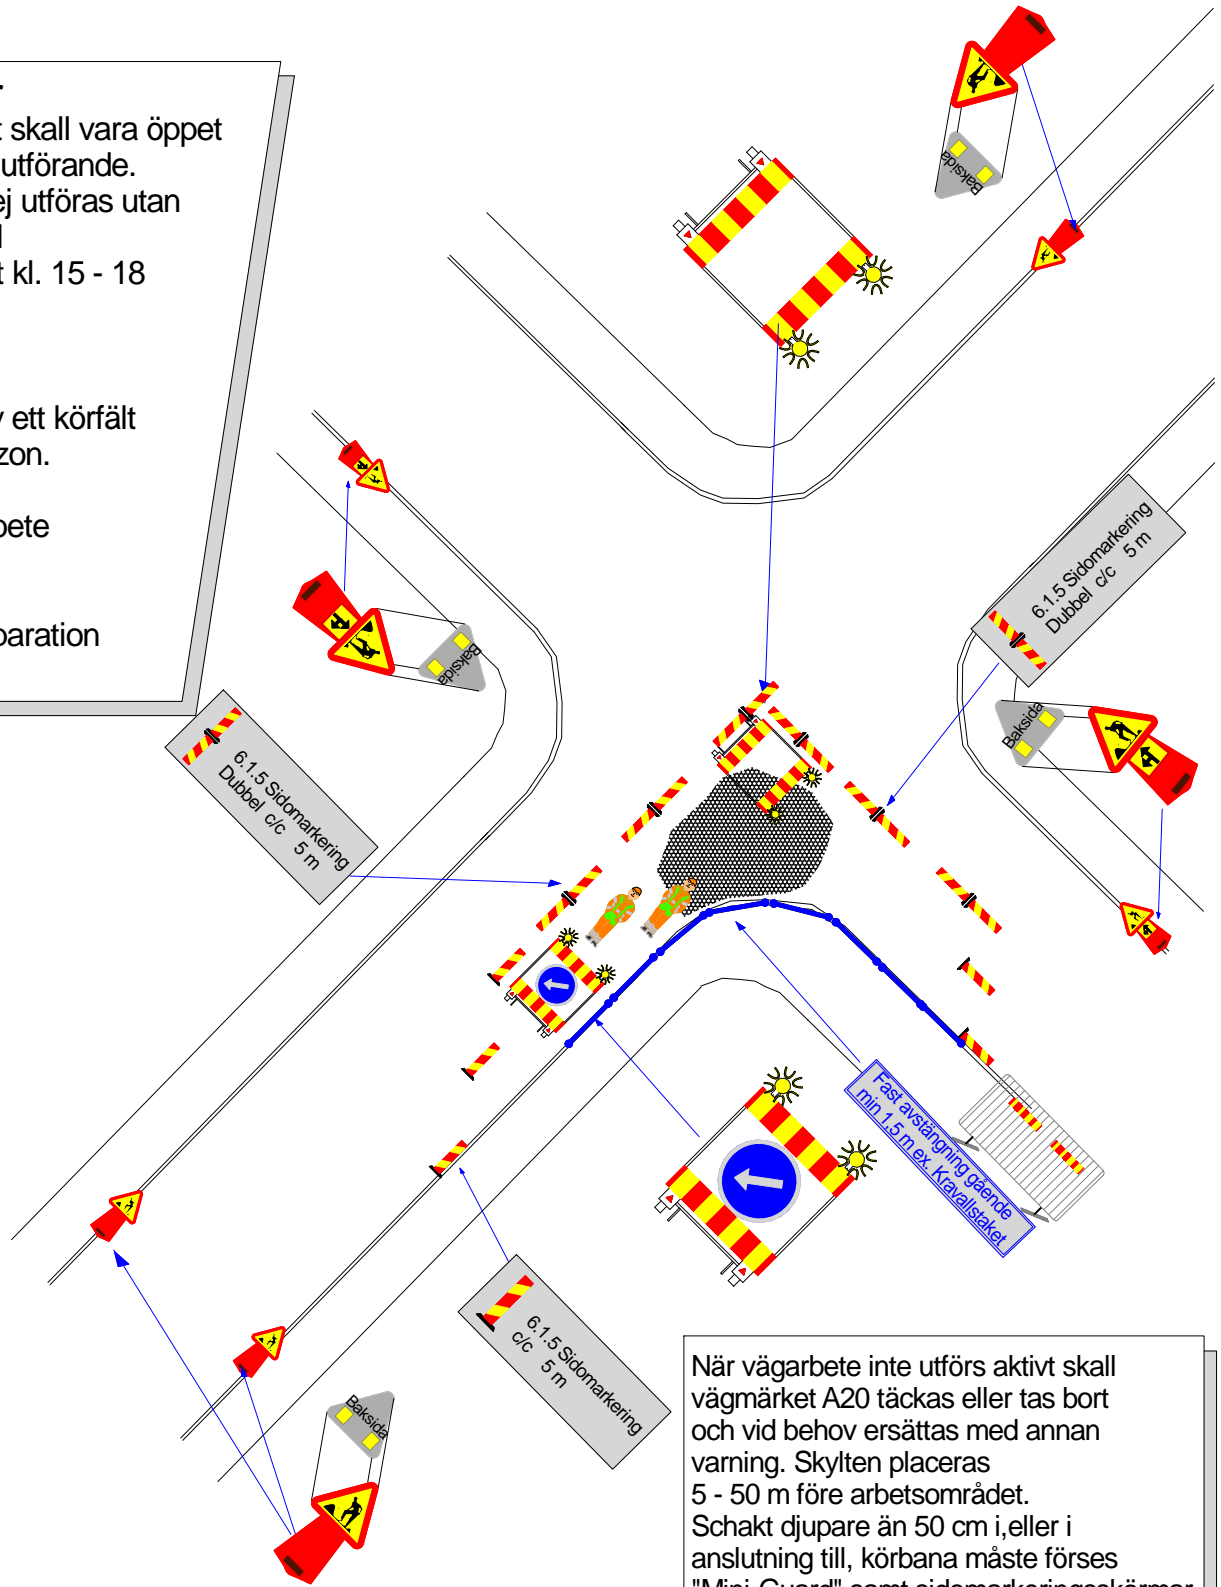 t skall vara öppet
utförande.
ej utföras utan
t kl. 15 - 18
v ett körfält
zon.
bete
paration
Baksida
Baksida
6.1.5 Sidomarkering
Dubbel c/c 5 m
6.1.5 Sidomarkering
Dubbel c/c 5 m
Baksida
Fast avstängning gående
min 1,5 m ex. Kravallstaket
6.1.5 Sidomarkering
c/c 5 m
Baksida
När vägarbete inte utförs aktivt skall
vägmärket A20 täckas eller tas bort
och vid behov ersättas med annan
varning. Skylten placeras
5 - 50 m före arbetsområdet.
Schakt djupare än 50 cm i,eller i
anslutning till, körbana måste förses
"Mini-Guard" samt sidomarkeringsskärmar